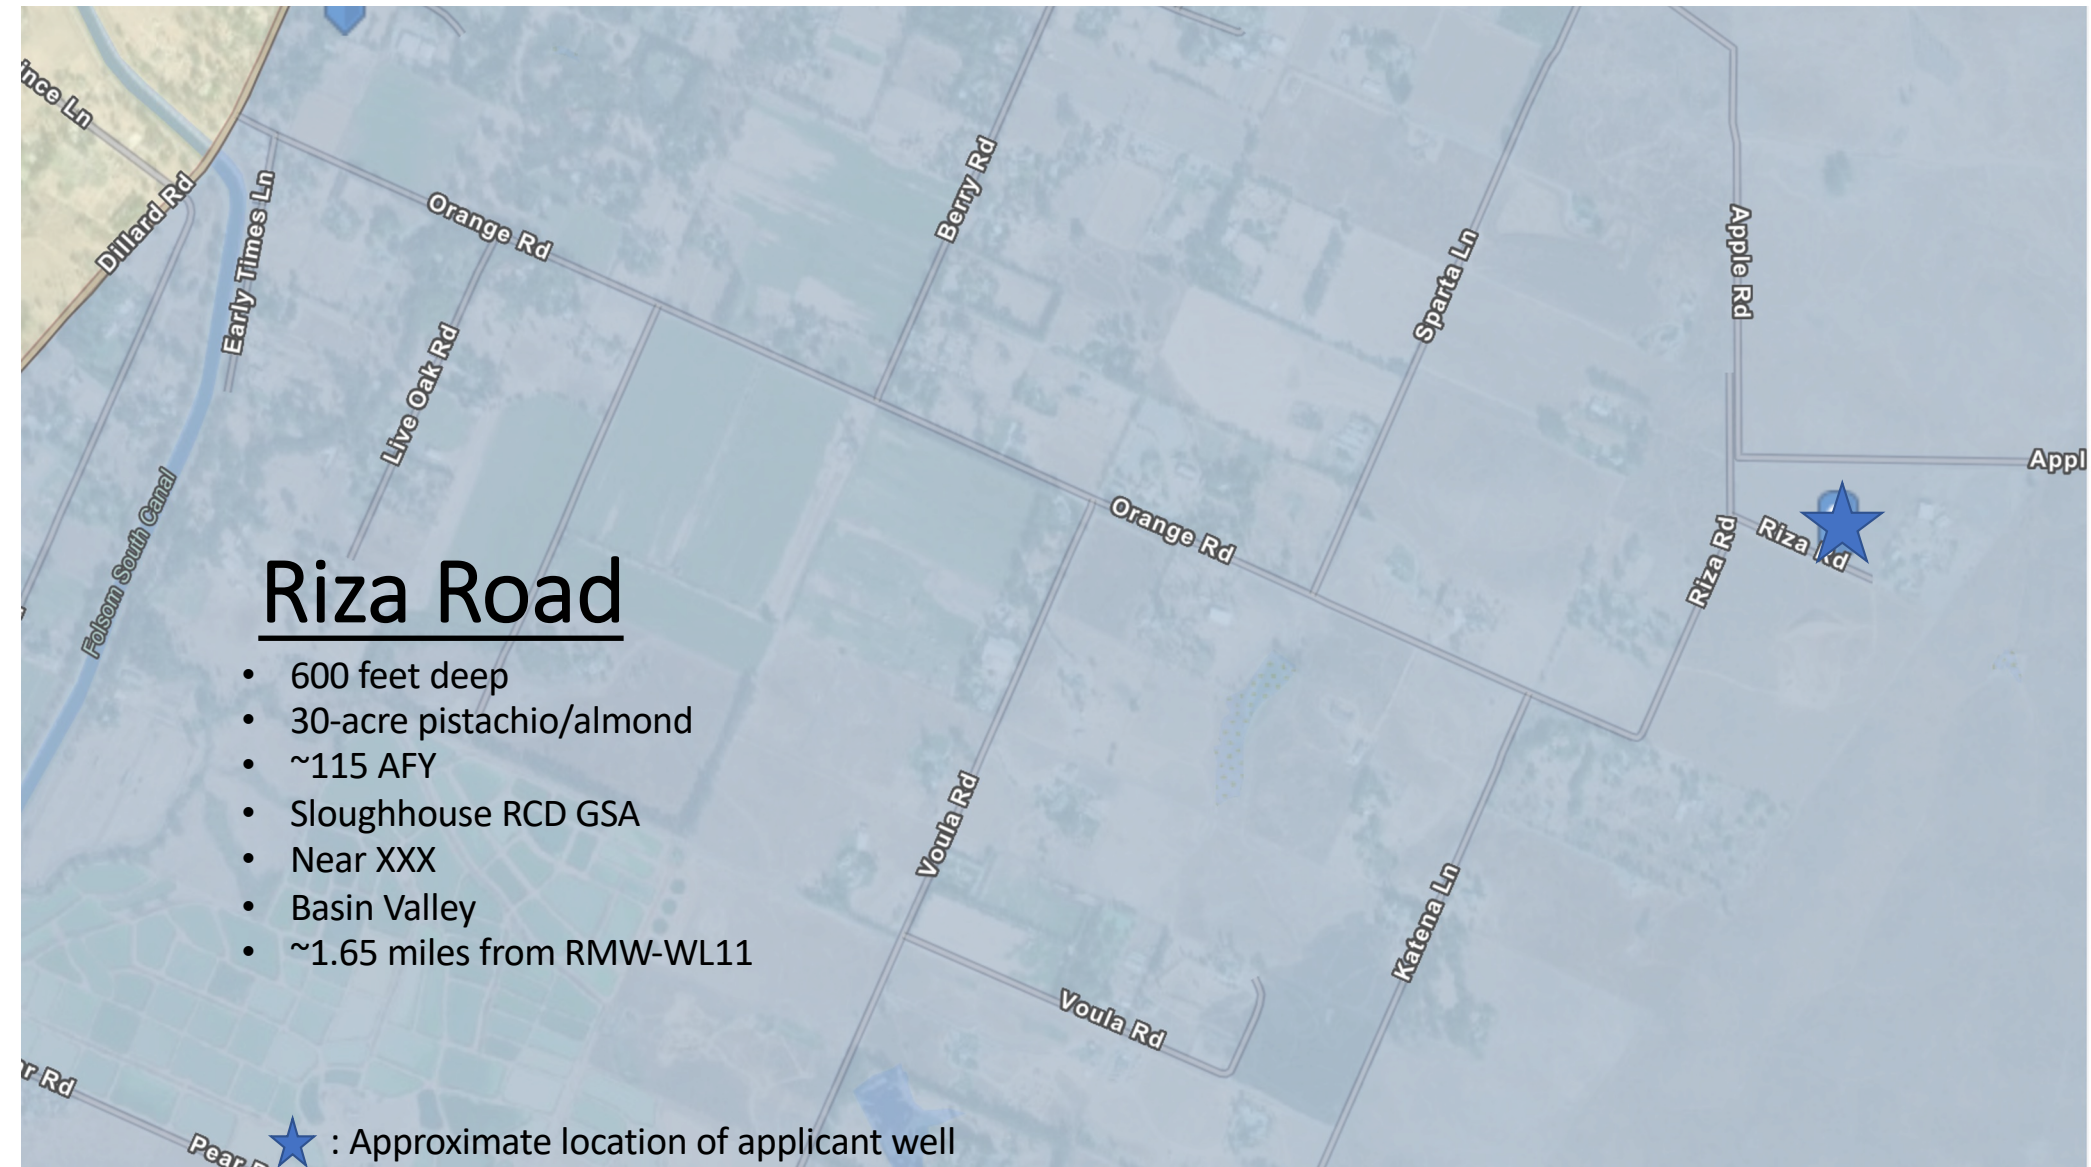 nce Ln
Dillard Rd
Early Times Ln
Orange Rd
Live Oak Rd
Berry Rd
Sparta Ln
Apple Rd
Appl
Folsom South Canal
Orange Rd
Riza Rd
Riza Rd
Riza Road
• 600 feet deep
• 30-acre pistachio/almond
• ~115 AFY
• Sloughhouse RCD GSA
• Near XXX
• Basin Valley
• ~1.65 miles from RMW-WL11
Voula Rd
Katena Ln
Voula Rd
r Rd
Pear
: Approximate location of applicant well